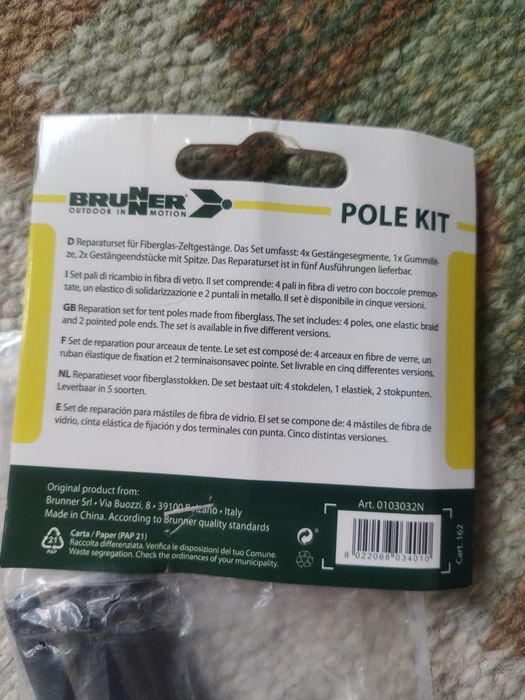 BRUNNER
OUTDOOR IN MOTION
POLE KIT
D Reparaturset für Fiberglas-Zeltgestänge. Das Set umfasst: 4x Gestängesegmente, 1x Gummilit-
ze, 2x Gestängeendstücke mit Spitze. Das Reparaturset ist in fünf Ausführungen lieferbar.
I Set pali di ricambio in fibra di vetro. Il set comprende: 4 pali in fibra di vetro con boccole premon-
tate, un elastico di solidarizzazione e 2 puntali in metallo. Il set è disponibile in cinque versioni.
GB Reparation set for tent poles made from fiberglass. The set includes: 4 poles, one elastic braid
and 2 pointed pole ends. The set is available in five different versions.
F Set de reparation pour arceaux de tente. Le set est composé de: 4 arceaux en fibre de verre, un
ruban élastique de fixation et 2 terminaisonsavec pointe. Set livrable en cinq differentes versions.
NL Reparatieset voor fiberglasstokken. De set bestaat uit: 4 stokdelen, 1 elastiek, 2 stokpunten.
Leverbaar in 5 soorten.
E Set de reparación para mástiles de fibra de vidrio. El set se compone de: 4 mástiles de fibra de
vidrio, cinta elástica de fijación y dos terminales con punta. Cinco distintas versiones.
Original product from:
Brunner Srl • Via Buozzi, 8 • 39100 Bolzano • Italy
Made in China. According to Brunner quality standards
21
PAP
Carta / Paper (PAP 21)
Raccolta differenziata. Verifica le disposizioni del tuo Comune.
Waste segregation. Check the ordinances of your municipality.
Art. 0103032N
8 022068 034010
Cart. 162